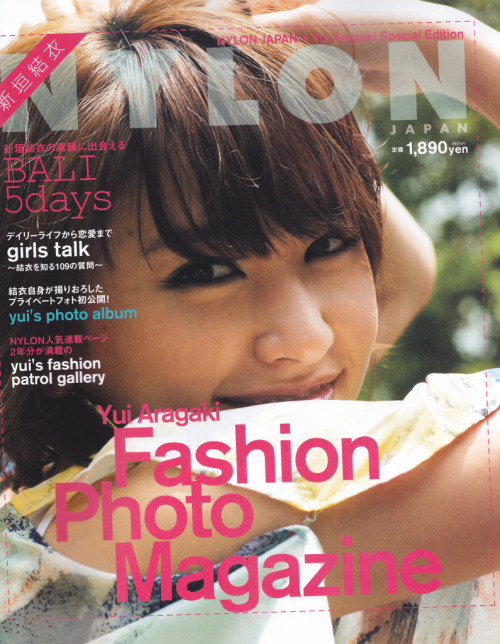 NYLON JAPAN × Yui Aragaki Special Edition
新垣結衣
NYLON
JAPAN
定価 1,890yen
新垣結衣の素顔に出会える
BALI
5days
デイリーライフから恋愛まで
girls talk
〜結衣を知る109の質問〜
結衣自身が撮りおろした
プライベートフォト初公開!
yui's photo album
NYLON人気連載ページ
2年分が満載の
yui's fashion
patrol gallery
Yui Aragaki
Fashion
Photo
Magazine